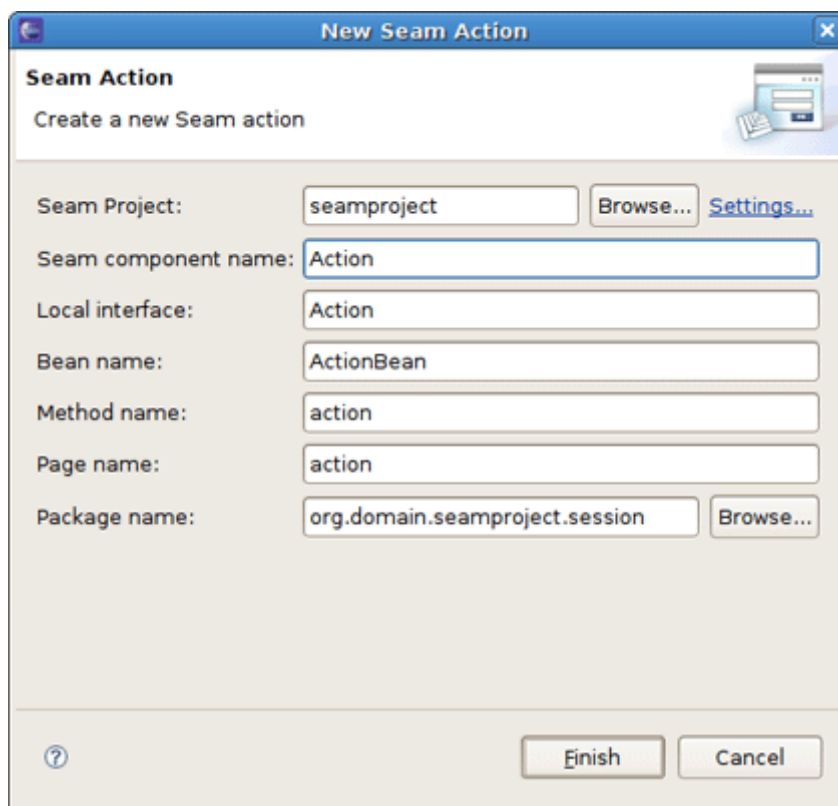 New Seam Action
Seam Action
Create a new Seam action
Seam Project: seamproject Browse... Settings...
Seam component name: Action
Local interface: Action
Bean name: ActionBean
Method name: action
Page name: action
Package name: org.domain.seamproject.session Browse...
? Finish Cancel